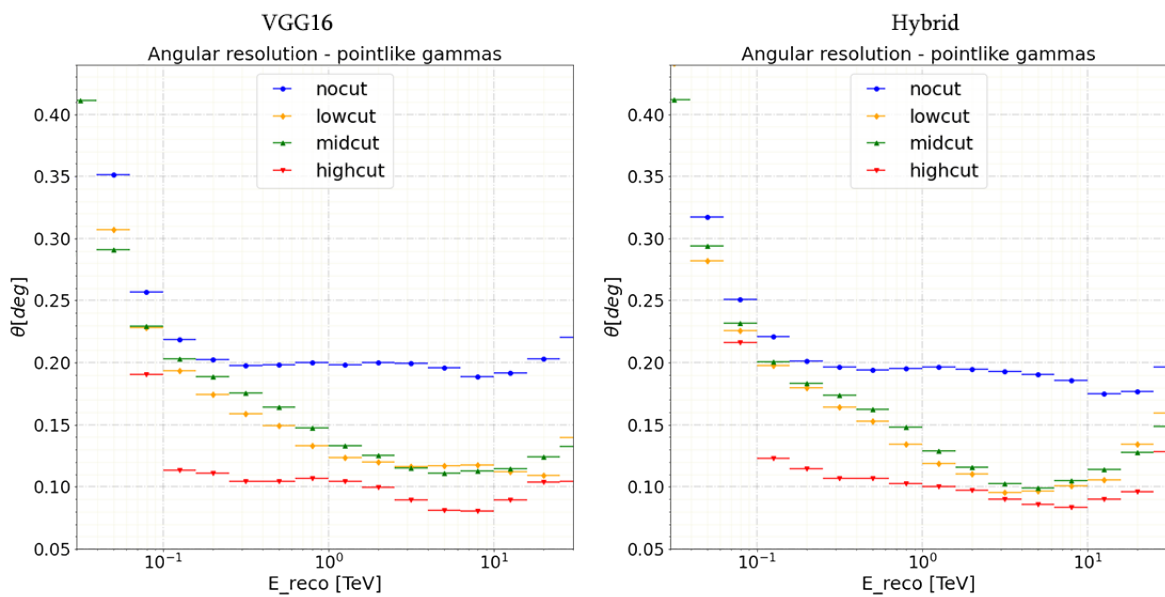 VGG16
Angular resolution - pointlike gammas
nocut
lowcut
midcut
highcut
0.40
0.35
0.30
0.25
0.20
0.15
0.10
0.05
θ[deg]
10⁻¹
10⁰
10¹
E_reco [TeV]
Hybrid
Angular resolution - pointlike gammas
nocut
lowcut
midcut
highcut
0.40
0.35
0.30
0.25
0.20
0.15
0.10
0.05
θ[deg]
10⁻¹
10⁰
10¹
E_reco [TeV]